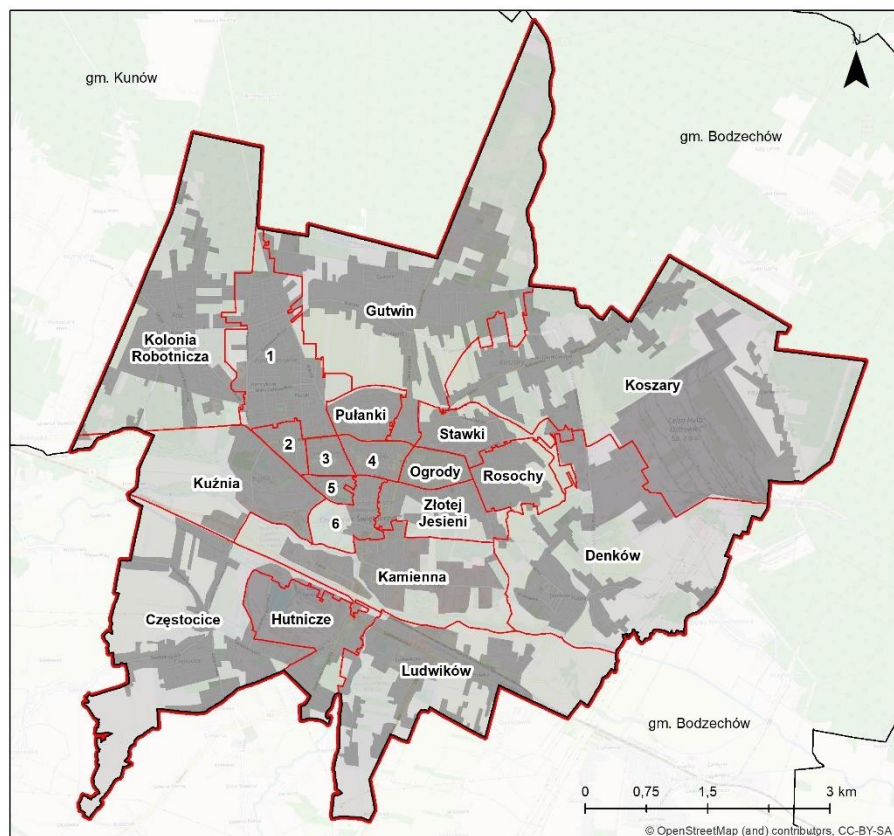 N
gm. Kunów
gm. Bodzechów
Gutwin
Kolonia
Robotnicza
1
Koszary
Pułanki
Stawki
2
3
4
Ogrody
Rosochy
Kuźnia
5
Złotej
Jesieni
6
Denków
Kamienna
Częstocice
Hutnicze
Ludwików
gm. Bodzechów
0 0,75 1,5 3 km
© OpenStreetMap (and) contributors, CC-BY-SA